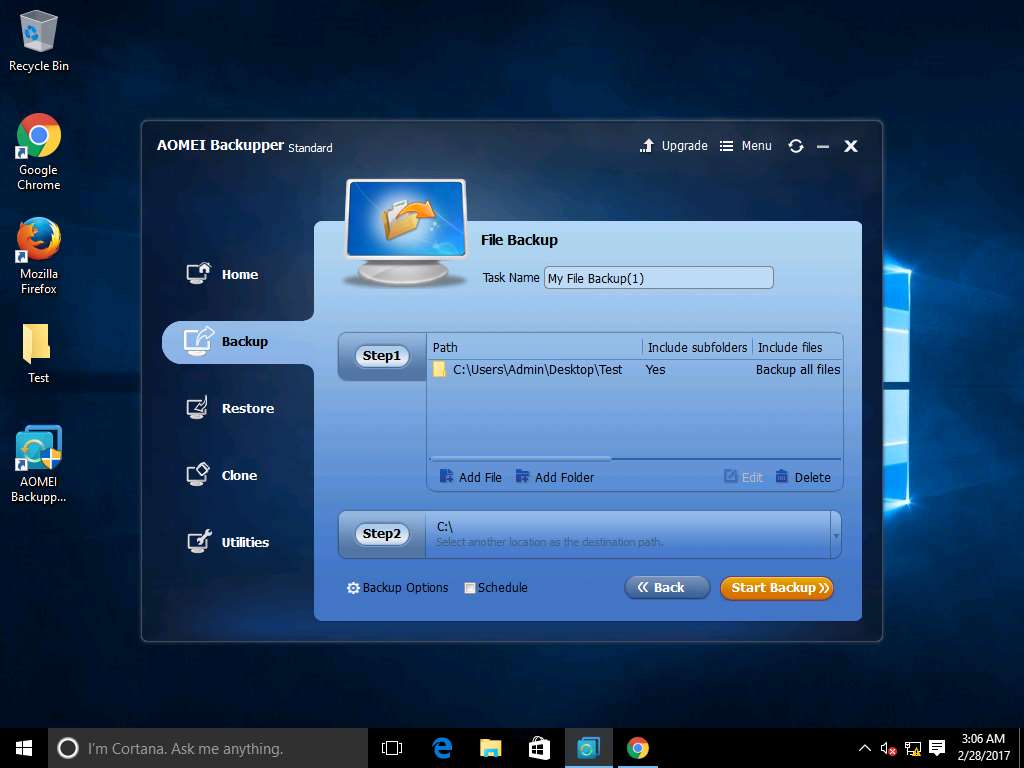 Recycle Bin
Google
Chrome
Mozilla
Firefox
Test
AOMEI
Backupp...
AOMEI Backupper Standard
Upgrade
Menu
File Backup
Task Name My File Backup(1)
Home
Backup
Restore
Clone
Utilities
Step1
Path Include subfolders Include files
C:\Users\Admin\Desktop\Test Yes Backup all files
Add File Add Folder Edit Delete
Step2
C:\
Select another location as the destination path.
Backup Options Schedule Back Start Backup
I'm Cortana. Ask me anything.
3:06 AM
2/28/2017